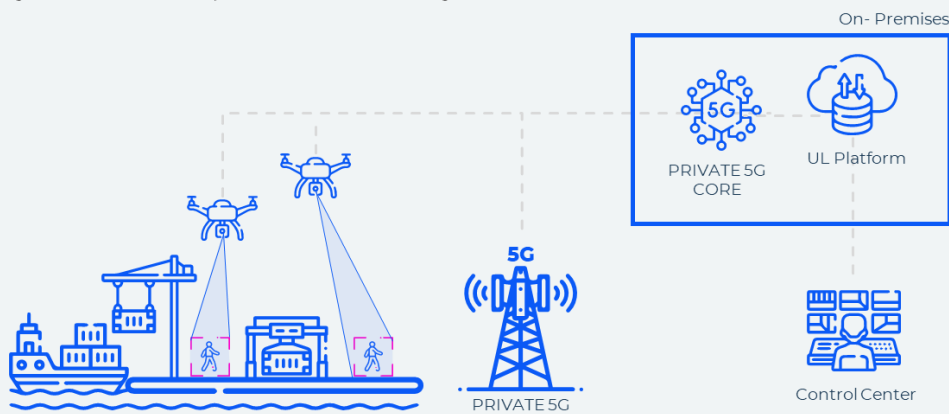 On- Premises
5G
PRIVATE 5G
CORE
UL Platform
5G
PRIVATE 5G
Control Center